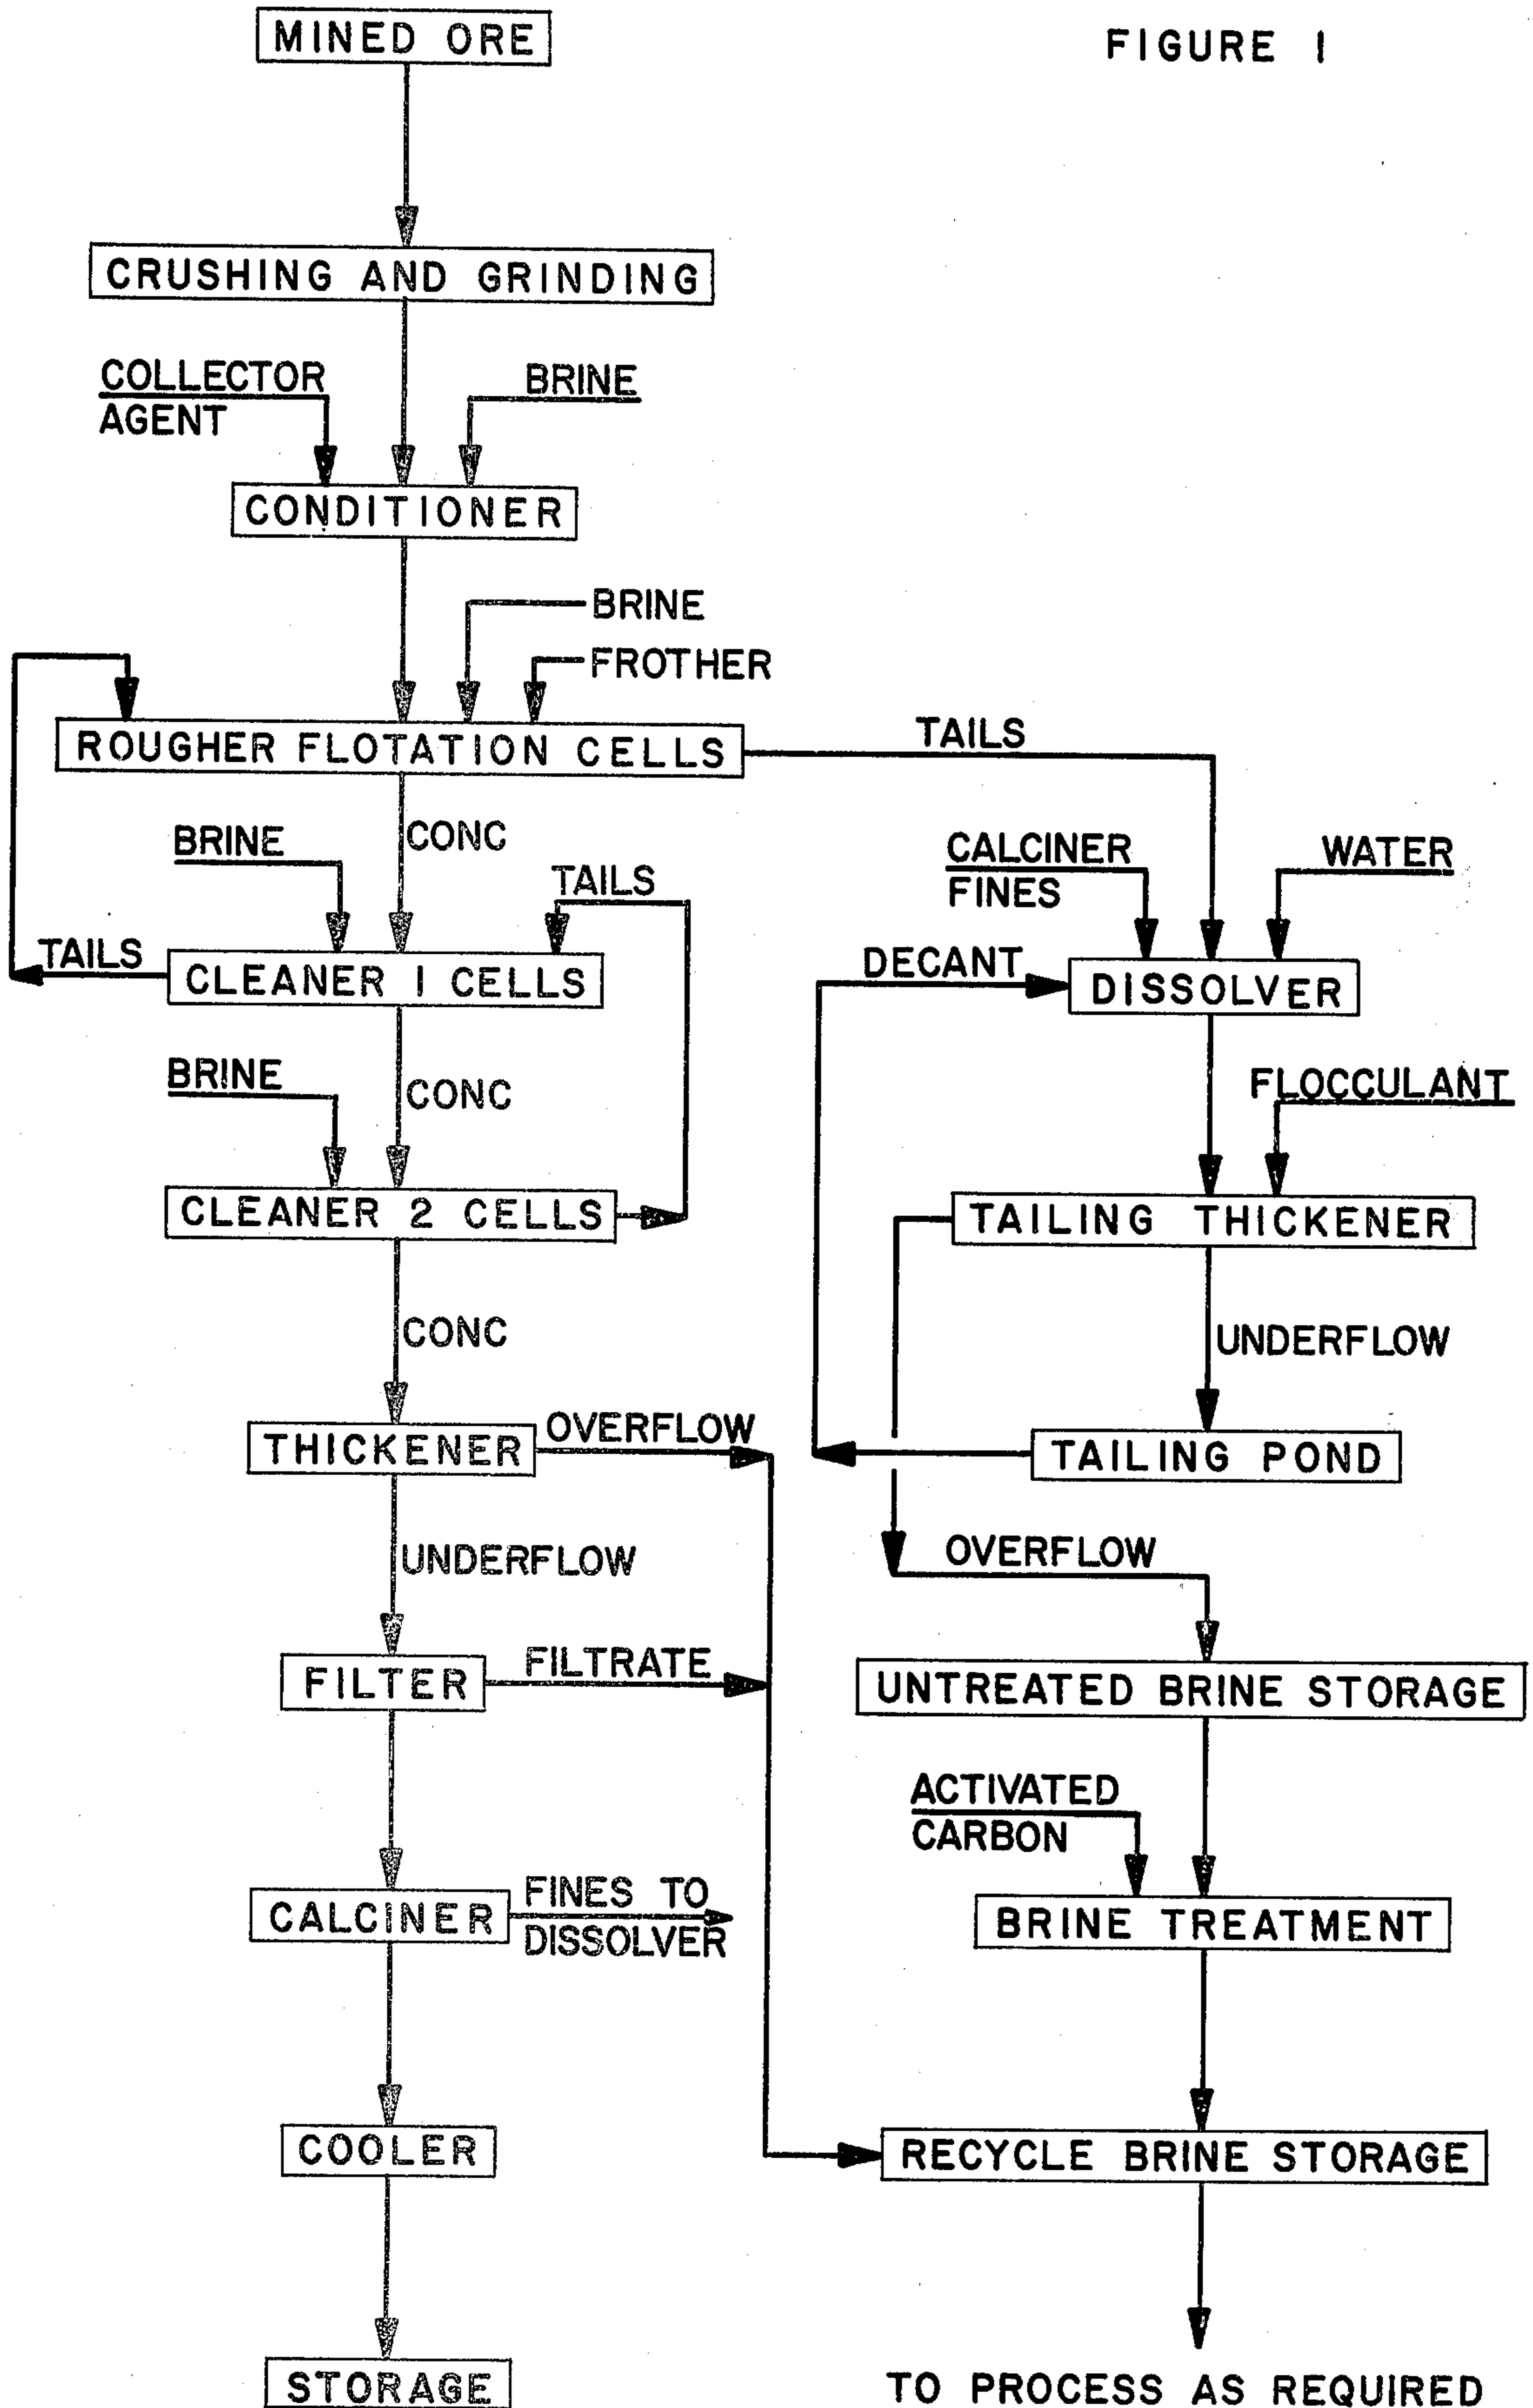 FIGURE 1
MINED ORE
CRUSHING AND GRINDING
COLLECTOR
AGENT
BRINE
CONDITIONER
BRINE
FROTHER
ROUGHER FLOTATION CELLS
TAILS
BRINE
CONC
TAILS
TAILS
CLEANER 1 CELLS
BRINE
CONC
CLEANER 2 CELLS
CONC
THICKENER
OVERFLOW
UNDERFLOW
FILTER
FILTRATE
CALCINER
FINES TO
DISSOLVER
COOLER
STORAGE
CALCINER
FINES
WATER
DECANT
DISSOLVER
FLOCCULANT
TAILING THICKENER
UNDERFLOW
TAILING POND
OVERFLOW
UNTREATED BRINE STORAGE
ACTIVATED
CARBON
BRINE TREATMENT
RECYCLE BRINE STORAGE
TO PROCESS AS REQUIRED